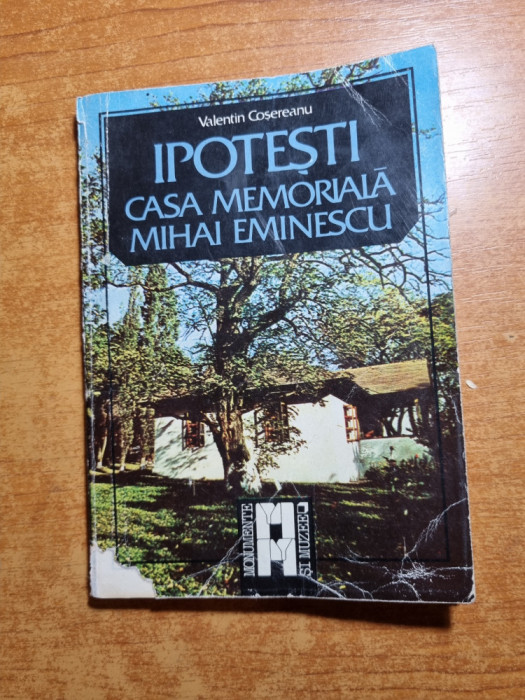 Valentin Coșereanu
IPOTEȘTI
CASA MEMORIALĂ
MIHAI EMINESCU
MONUMENTE
ȘI MUZEE